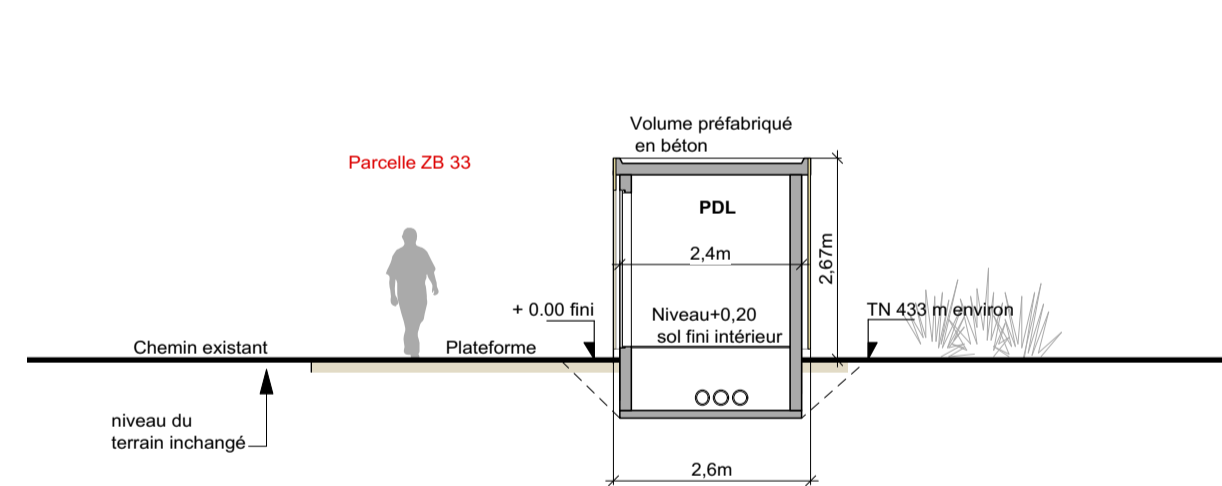 Volume préfabriqué
en béton
Parcelle ZB 33
PDL
2,4m
2,67m
+ 0.00 fini
Niveau+0,20
sol fini intérieur
TN 433 m environ
Chemin existant
Plateforme
niveau du
terrain inchangé
2,6m